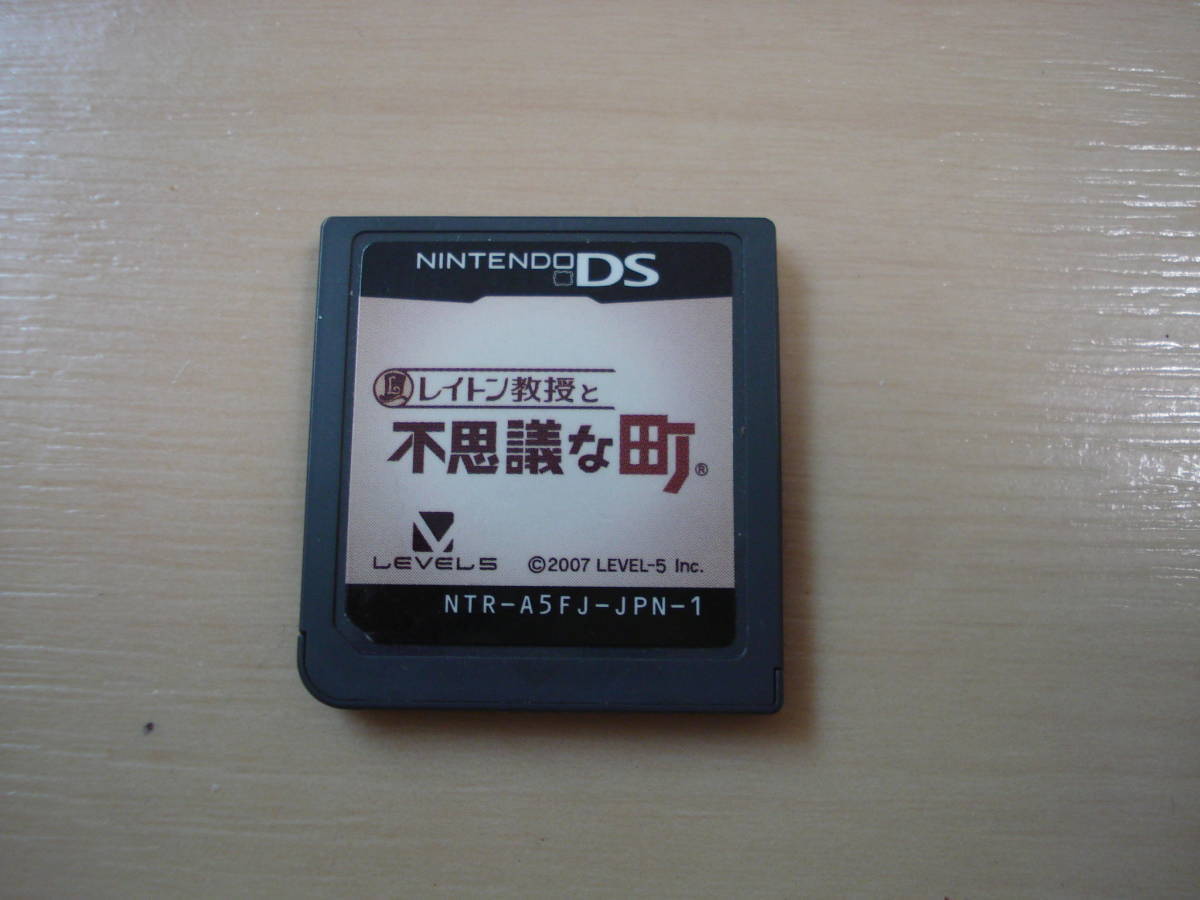 NINTENDO DS
L レイトン教授と
不思議な町®
LEVEL5
©2007 LEVEL-5 Inc.
NTR-A5FJ-JPN-1